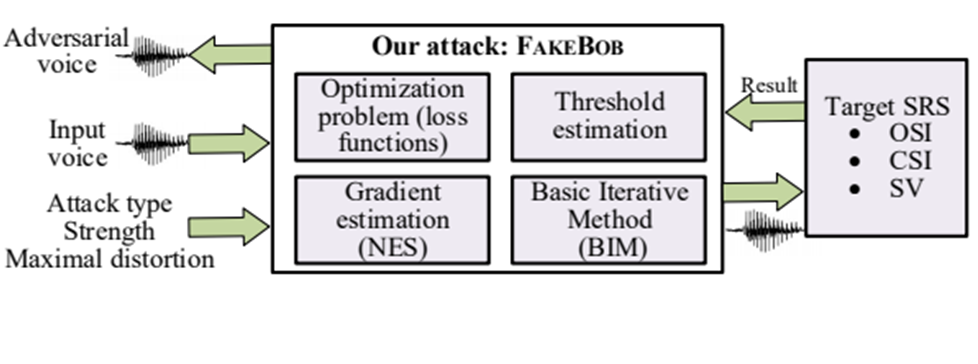 Adversarial
voice
Input
voice
Attack type
Strength
Maximal distortion
Our attack: FAKEBOB
Optimization
problem (loss
functions)
Threshold
estimation
Gradient
estimation
(NES)
Basic Iterative
Method
(BIM)
Result
Target SRS
• OSI
• CSI
• SV